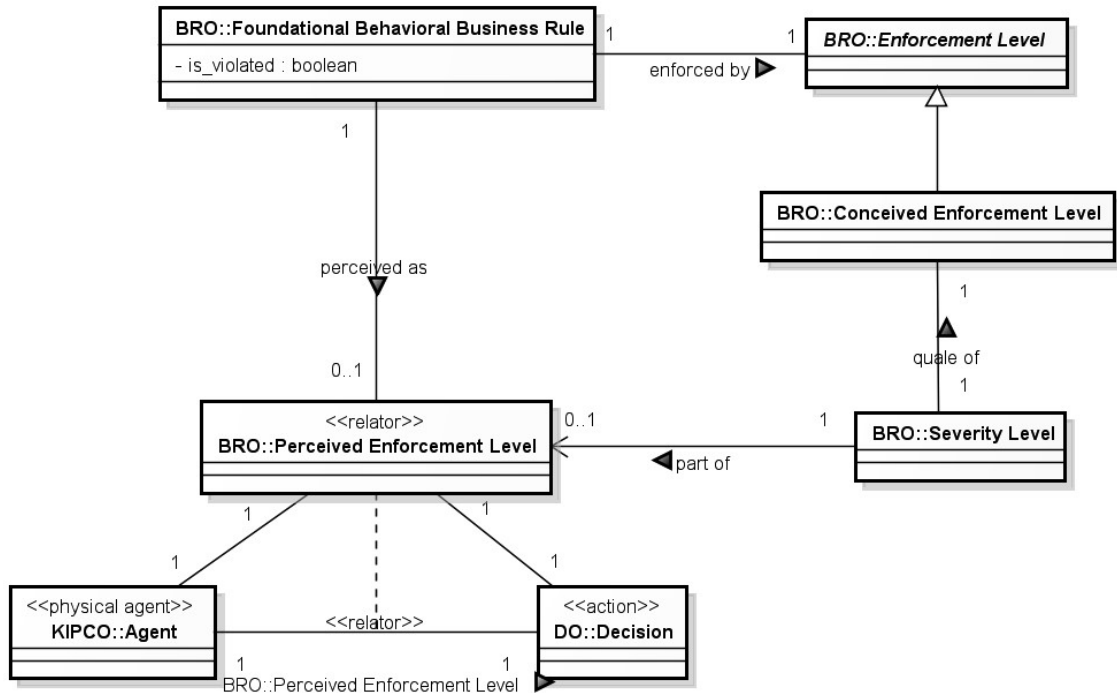 BRO::Foundational Behavioral Business Rule
- is_violated : boolean
1
1
enforced by
BRO::Enforcement Level
1
BRO::Conceived Enforcement Level
perceived as
1
quale of
0..1
1
<<relator>>
BRO::Perceived Enforcement Level
0..1
1
part of
BRO::Severity Level
1
1
1
1
<<physical agent>>
KIPCO::Agent
<<relator>>
<<action>>
DO::Decision
1
1
BRO::Perceived Enforcement Level